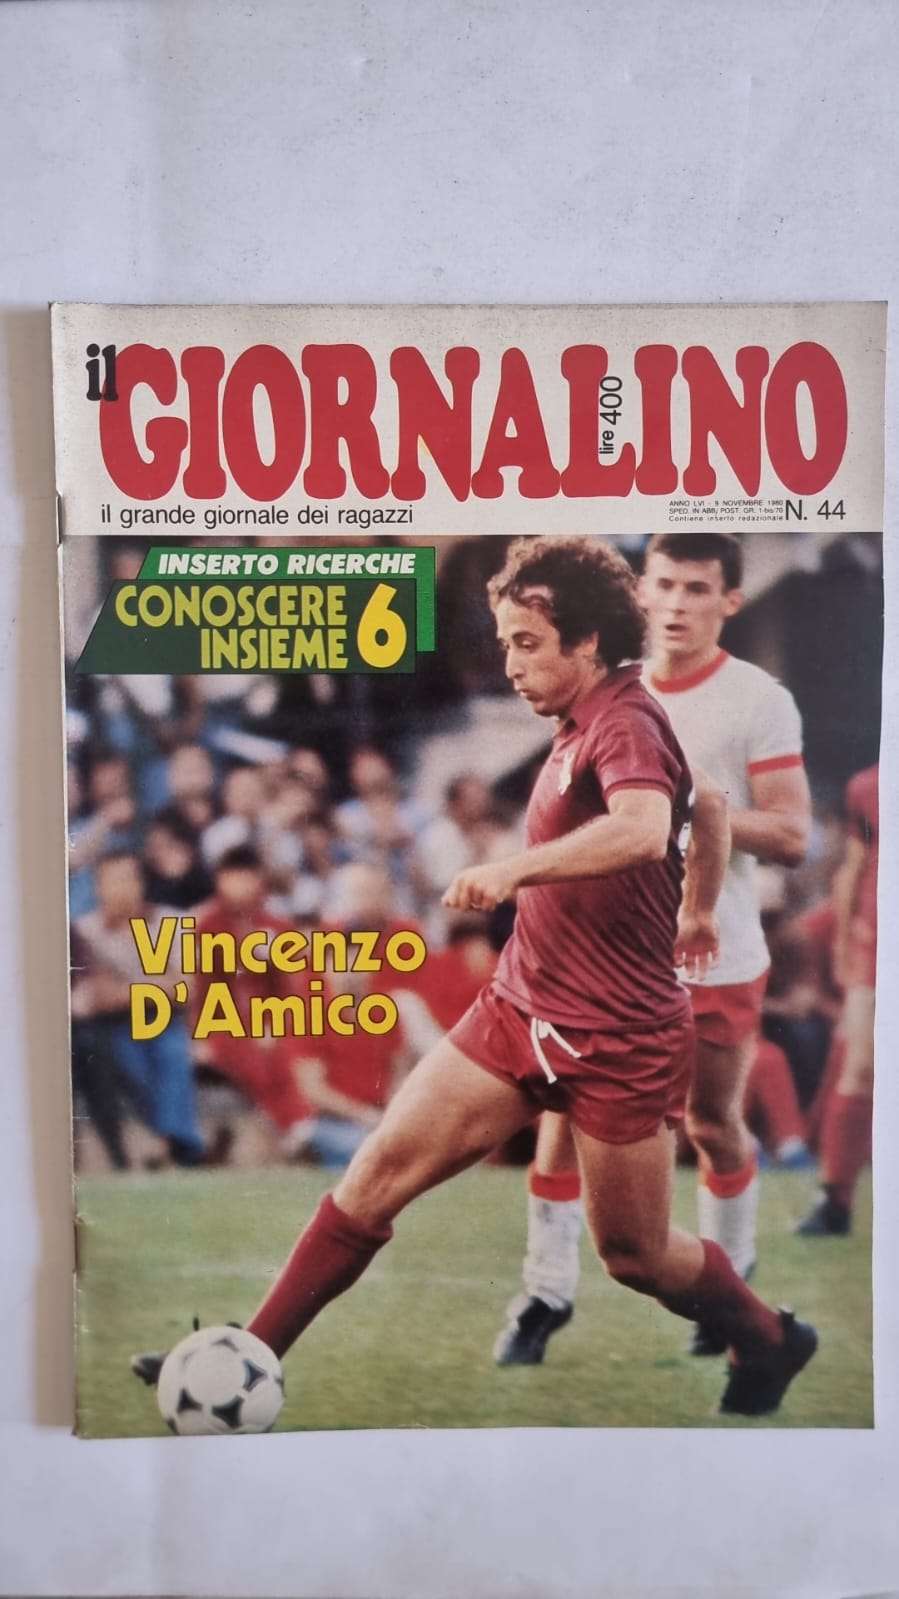 il GIORNALINO
lire 400
il grande giornale dei ragazzi
ANNO LVI - 9 NOVEMBRE 1980
SPED. IN ABB. POST. GR. 1-bis/70
Contiene inserto redazionale
N. 44
INSERTO RICERCHE
CONOSCERE
INSIEME 6
Vincenzo
D'Amico